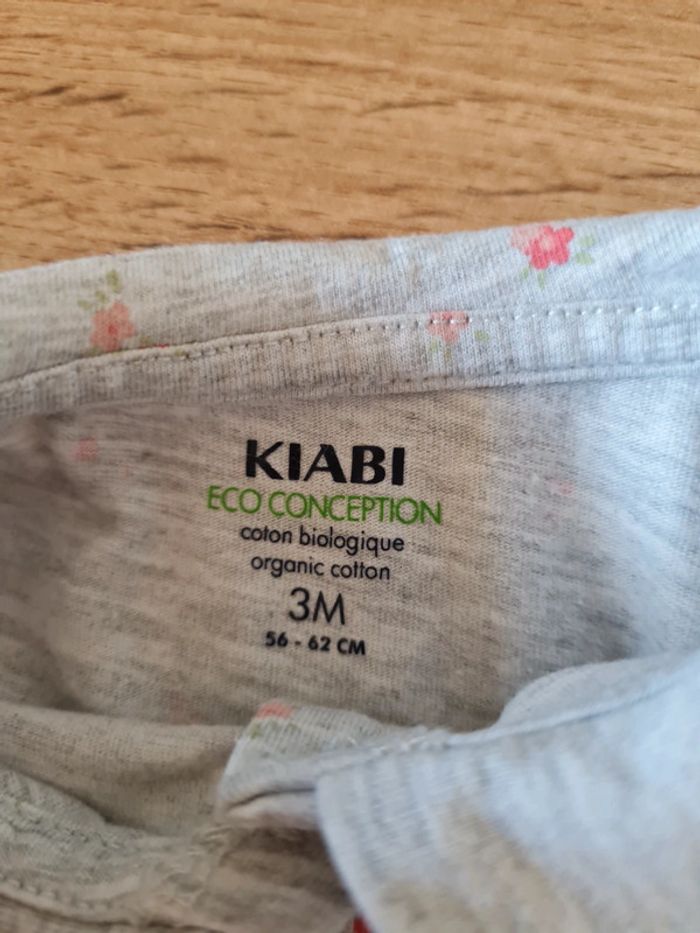 KIABI
ECO CONCEPTION
coton biologique
organic cotton
3M
56 - 62 CM